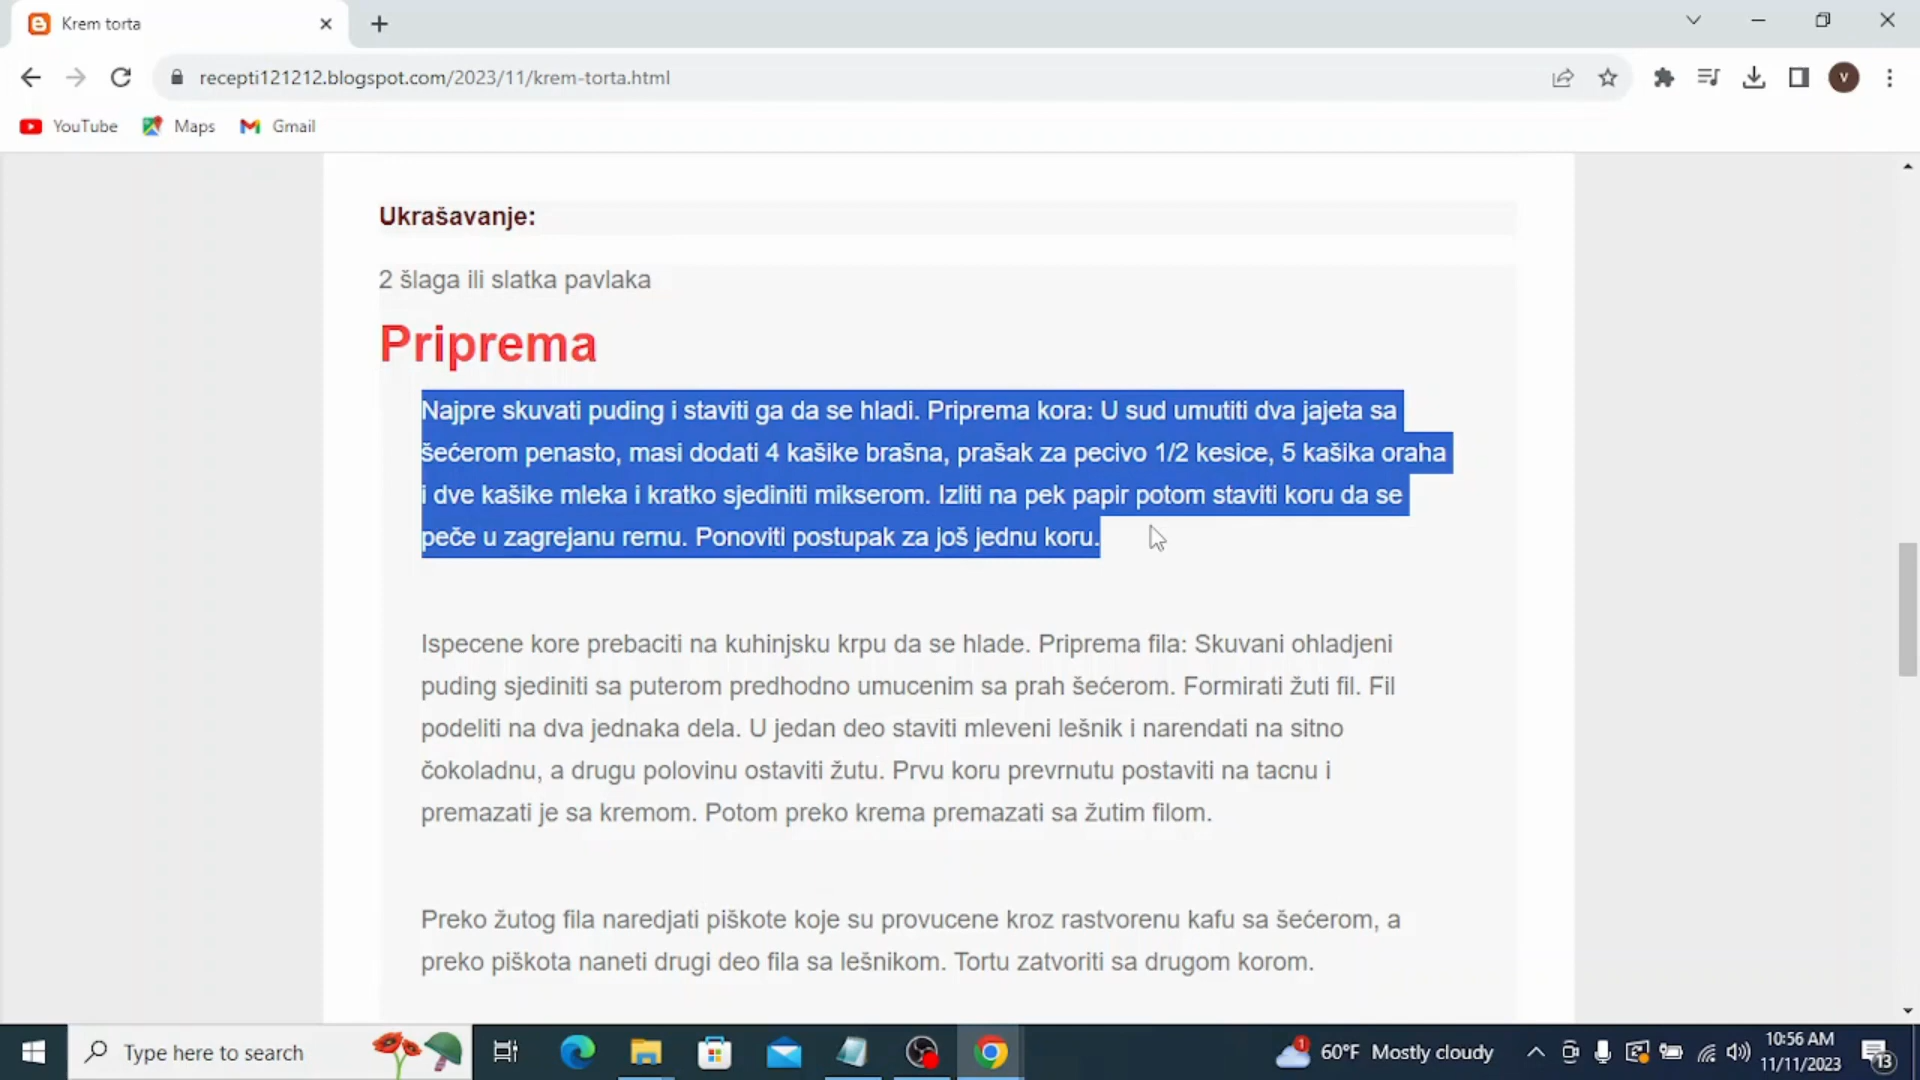 Krem torta
recepti121212.blogspot.com/2023/11/krem-torta.html
V
YouTube
Maps
Gmail
Ukrašavanje:
2 šlaga ili slatka pavlaka
Priprema
Najpre skuvati puding i staviti ga da se hladi. Priprema kora: U sud umutiti dva jajeta sa
šećerom penasto, masi dodati 4 kašike brašna, prašak za pecivo 1/2 kesice, 5 kašika oraha
i dve kašike mleka i kratko sjediniti mikserom. Izliti na pek papir potom staviti koru da se
peče u zagrejanu rernu. Ponoviti postupak za još jednu koru.
Ispecene kore prebaciti na kuhinjsku krpu da se hlade. Priprema fila: Skuvani ohladjeni
puding sjediniti sa puterom predhodno umucenim sa prah šećerom. Formirati žuti fil. Fil
podeliti na dva jednaka dela. U jedan deo staviti mleveni lešnik i narendati na sitno
čokoladnu, a drugu polovinu ostaviti žutu. Prvu koru prevrnutu postaviti na tacnu i
premazati je sa kremom. Potom preko krema premazati sa žutim filom.
Preko žutog fila naredjati piškote koje su provucene kroz rastvorenu kafu sa šećerom, a
preko piškota naneti drugi deo fila sa lešnikom. Tortu zatvoriti sa drugom korom.
Type here to search
1
60°F Mostly cloudy
10:56 AM
11/11/2023
13